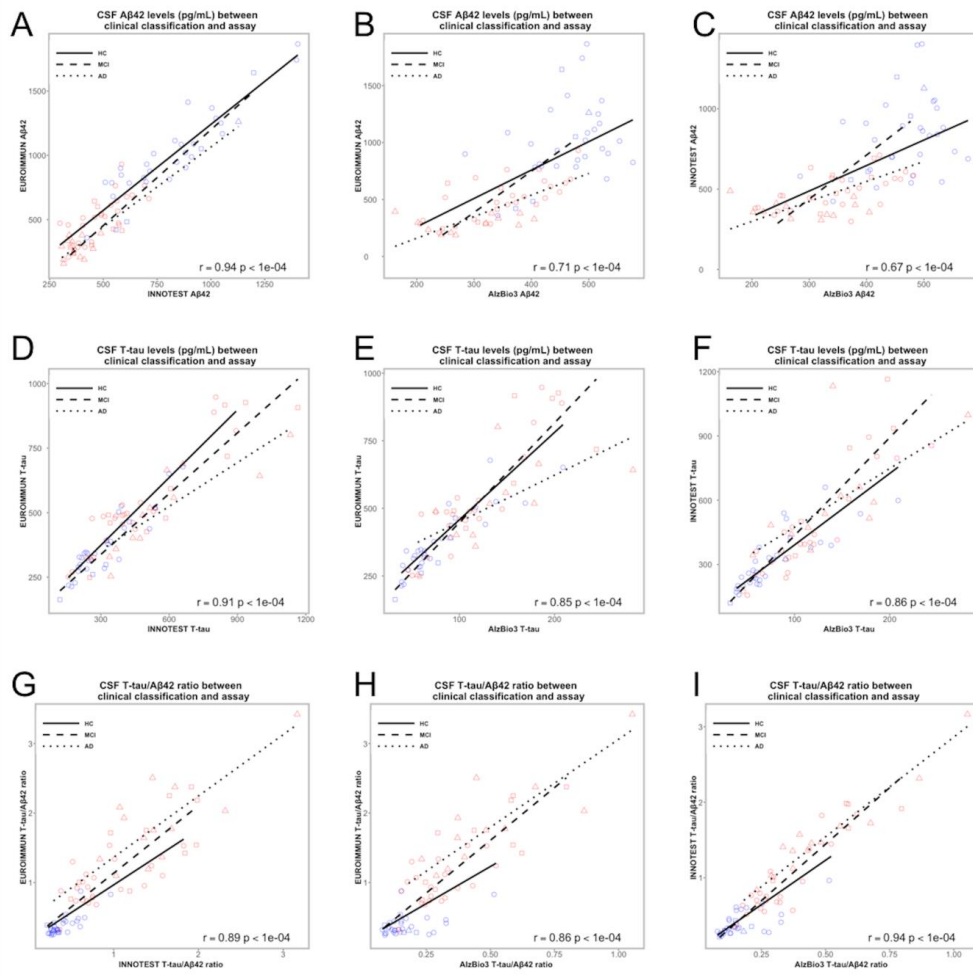 A
CSF Aβ42 levels (pg/mL) between
clinical classification and assay
HC
MCI
AD
1500
1000
500
250
500
750
1000
1250
EUROIMMUN Aβ42
INNOTEST Aβ42
r = 0.94 p < 1e-04
B
CSF Aβ42 levels (pg/mL) between
clinical classification and assay
HC
MCI
AD
1500
1000
500
0
200
300
400
500
EUROIMMUN Aβ42
AlzBio3 Aβ42
r = 0.71 p < 1e-04
C
CSF Aβ42 levels (pg/mL) between
clinical classification and assay
HC
MCI
AD
1000
500
0
200
300
400
500
INNOTEST Aβ42
AlzBio3 Aβ42
r = 0.67 p < 1e-04
D
CSF T-tau levels (pg/mL) between
clinical classification and assay
HC
MCI
AD
1000
750
500
250
300
600
900
1200
EUROIMMUN T-tau
INNOTEST T-tau
r = 0.91 p < 1e-04
E
CSF T-tau levels (pg/mL) between
clinical classification and assay
HC
MCI
AD
1000
750
500
250
100
200
EUROIMMUN T-tau
AlzBio3 T-tau
r = 0.85 p < 1e-04
F
CSF T-tau levels (pg/mL) between
clinical classification and assay
HC
MCI
AD
1200
900
600
300
100
200
INNOTEST T-tau
AlzBio3 T-tau
r = 0.86 p < 1e-04
G
CSF T-tau/Aβ42 ratio between
clinical classification and assay
HC
MCI
AD
3
2
1
1
2
3
EUROIMMUN T-tau/Aβ42 ratio
INNOTEST T-tau/Aβ42 ratio
r = 0.89 p < 1e-04
H
CSF T-tau/Aβ42 ratio between
clinical classification and assay
HC
MCI
AD
3
2
1
0.25
0.50
0.75
1.00
EUROIMMUN T-tau/Aβ42 ratio
AlzBio3 T-tau/Aβ42 ratio
r = 0.86 p < 1e-04
I
CSF T-tau/Aβ42 ratio between
clinical classification and assay
HC
MCI
AD
3
2
1
0.25
0.50
0.75
1.00
INNOTEST T-tau/Aβ42 ratio
AlzBio3 T-tau/Aβ42 ratio
r = 0.94 p < 1e-04